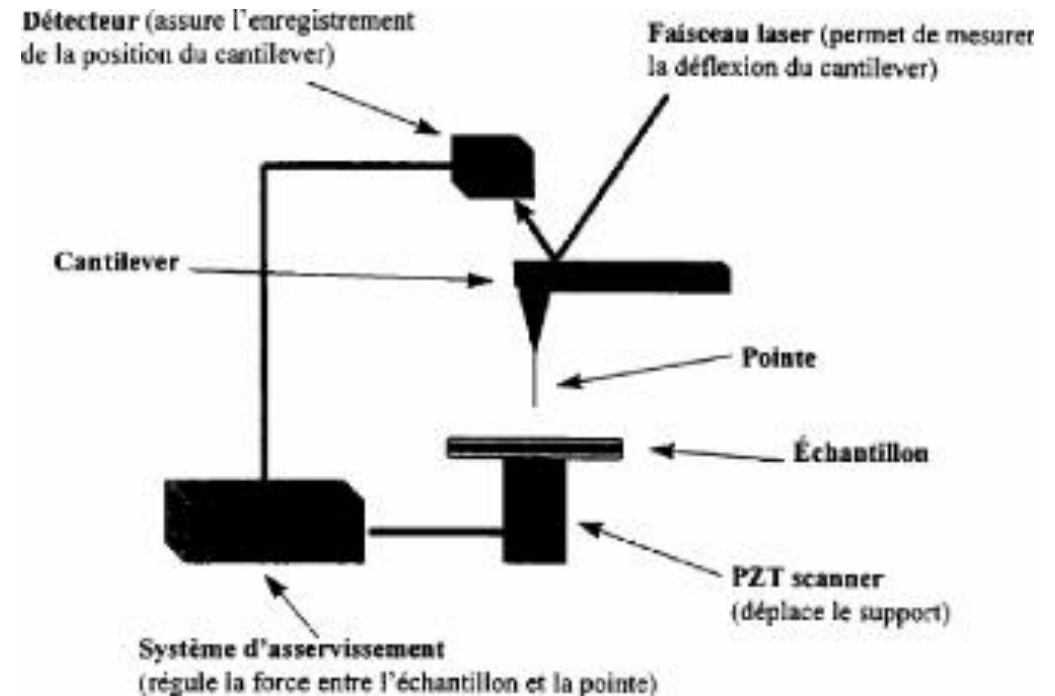 Détecteur (assure l'enregistrement
de la position du cantilever)
Faisceau laser (permet de mesurer
la déflexion du cantilever)
Cantilever
Pointe
Échantillon
PZT scanner
(déplace le support)
Système d'asservissement
(régule la force entre l'échantillon et la pointe)